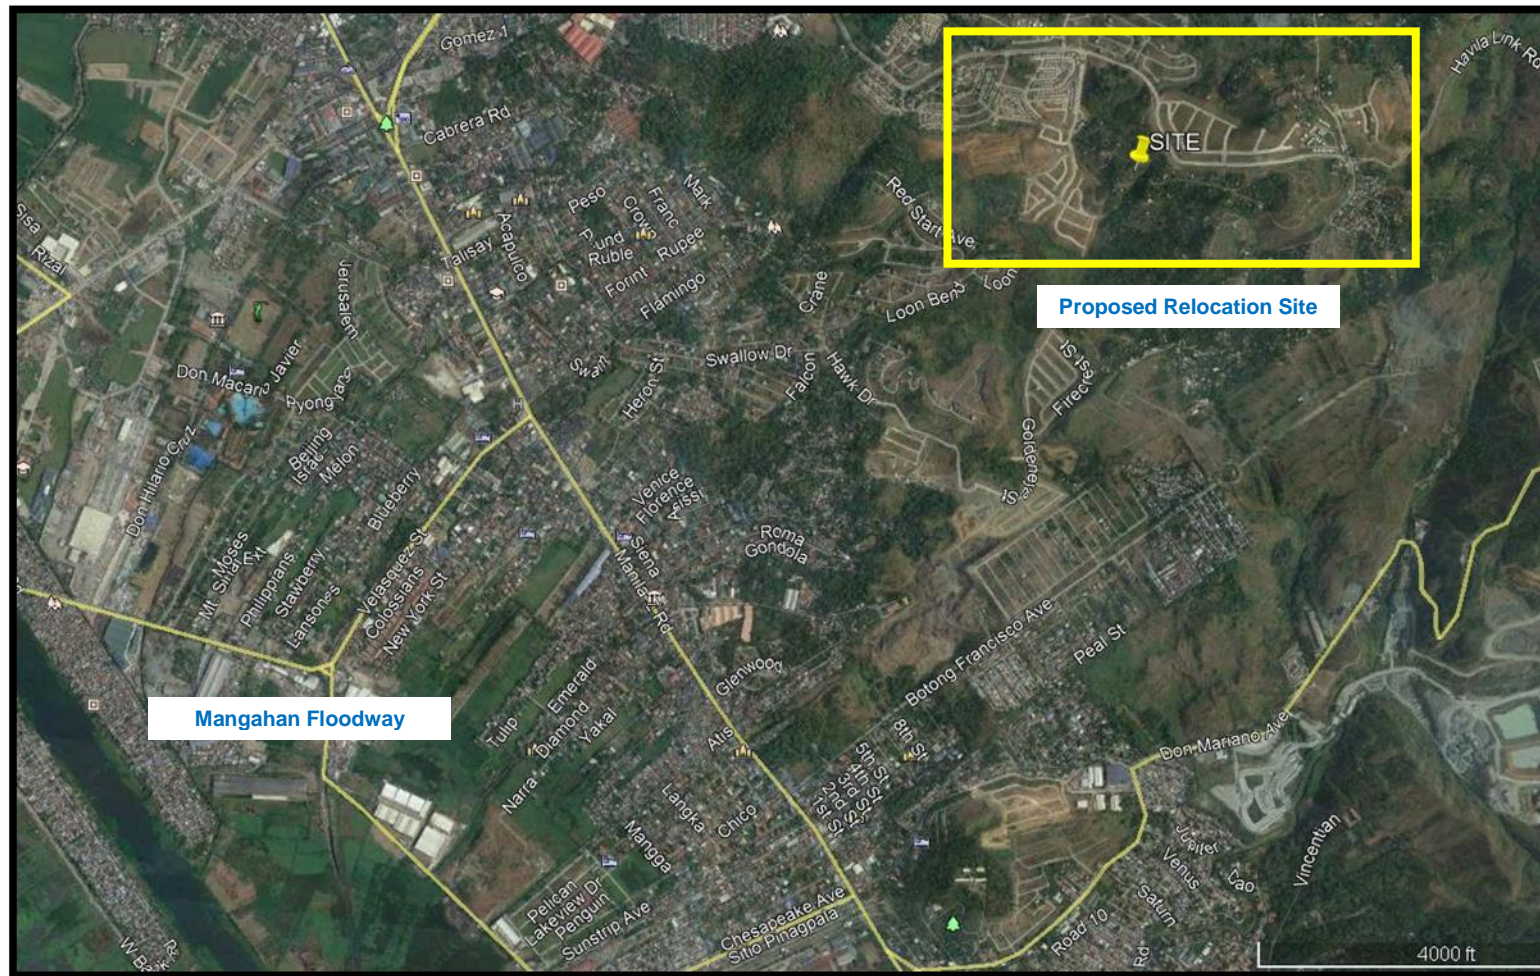 Gomez 1
Havila Link Rd
Cabrera Rd
SITE
Mark
Franc
Peso
Crown
Red Start Ave
Sisa
Rizal
Acapulco
Talisay
Rupee
Ruble
Forint
Flamingo
Jerusalem
Crane
Loon Bend
Loon
Proposed Relocation Site
Swain
Heron St
Swallow Dr
Falcon
Hawk Dr
Firecrest St
Javier
Don Macario
Pyongyang
Don Hilario Cruz
Beijing
Israel
Melon
Blueberry
Goldeneye St
Venice
Florence
Assisi
Roma
Gondola
Siena
Manila E Rd
Moses
Mt. Sinai Ext
Philippians
Stawberry
Lansones
Velasquez St
Colossians
New York St
Glenwood
Botong Francisco Ave
Peal St
Mangahan Floodway
Emerald
Tulip
Diamond
Yakal
Narra
Atis
8th St
5th St
4th St
3rd St
2nd St
1st St
Don Mariano Ave
Langka
Chico
Mangga
Jupiter
Venus
Cao
Saturn
Vincentian
Pelican
Lakeview Dr
Penguin
Sunstrip Ave
Chesapeake Ave
Sitio Pinagpala
Road 10
Rd
4000 ft